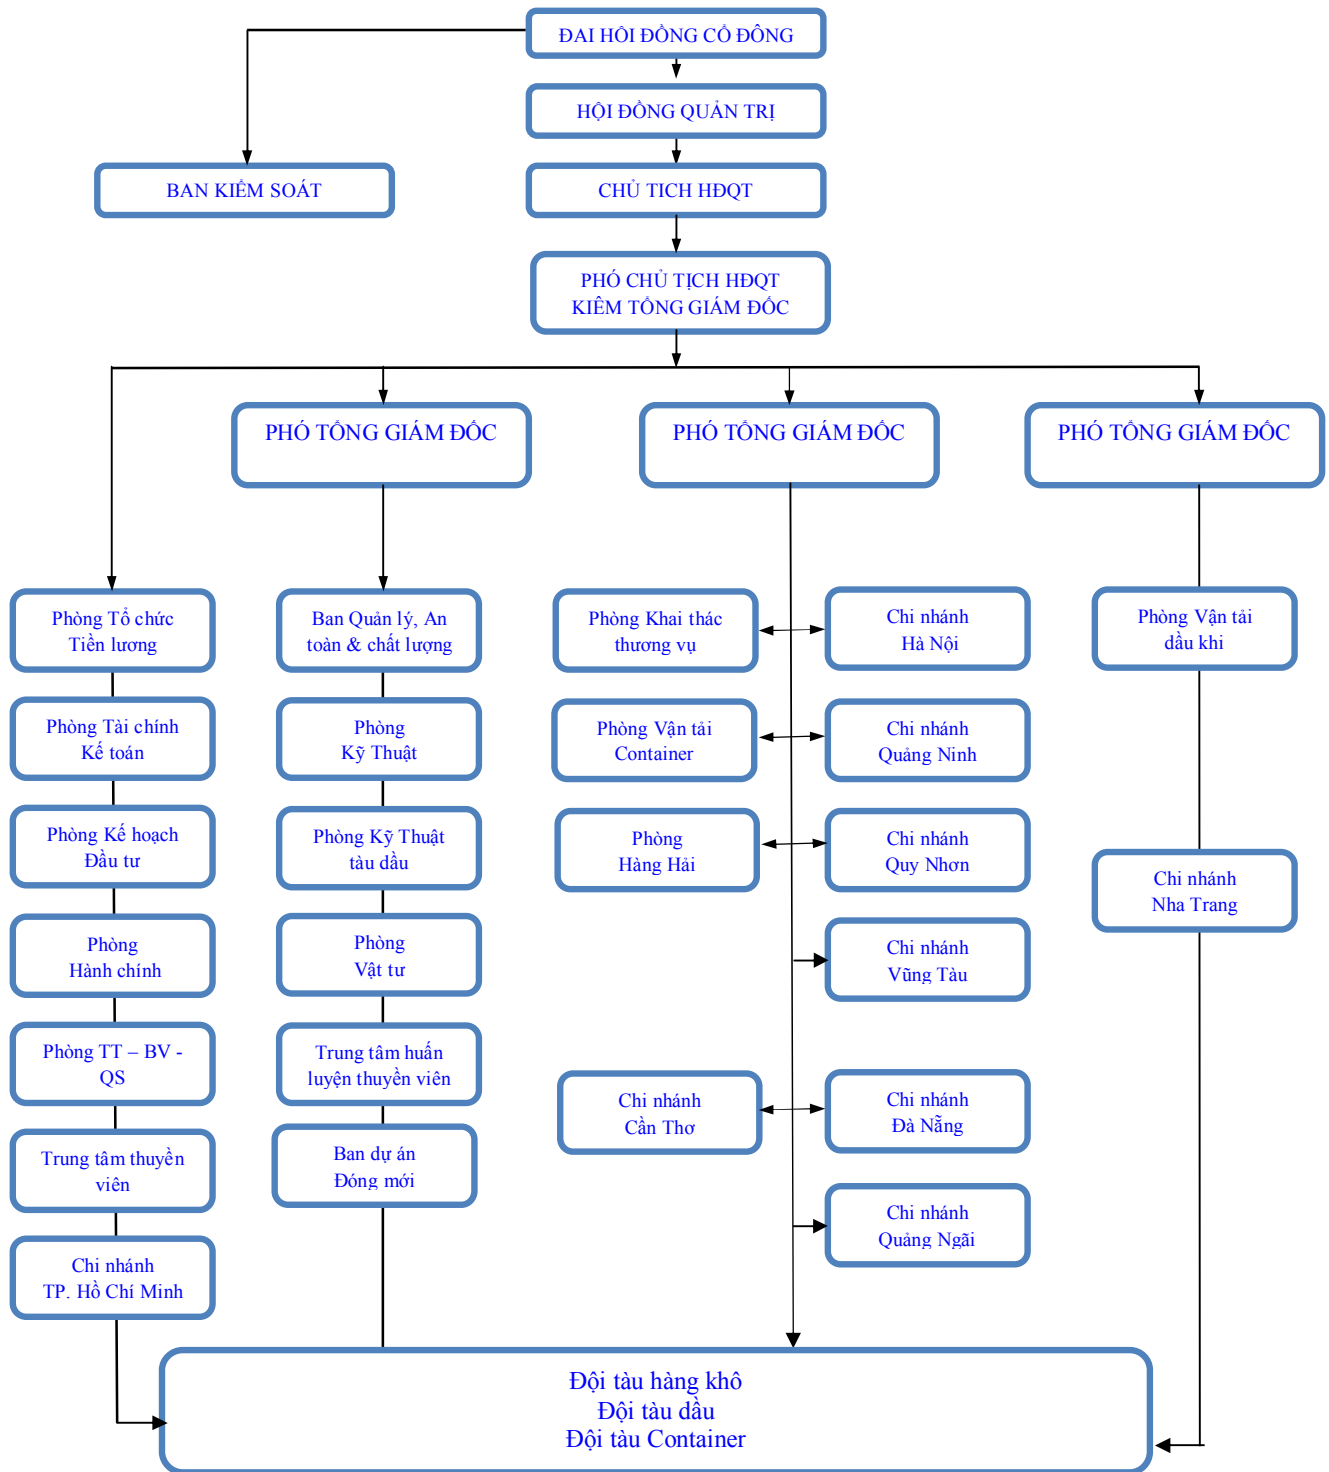 ĐAI HÔI ĐỒNG CỔ ĐÔNG
HỘI ĐỒNG QUẢN TRỊ
BAN KIỂM SOÁT
CHỦ TICH HĐQT
PHÓ CHỦ TỊCH HĐQT
KIÊM TỔNG GIÁM ĐỐC
PHÓ TỔNG GIÁM ĐỐC
PHÓ TỔNG GIÁM ĐỐC
PHÓ TỔNG GIÁM ĐỐC
Phòng Tổ chức
Tiền lương
Phòng Tài chính
Kế toán
Phòng Kế hoạch
Đầu tư
Phòng
Hành chính
Phòng TT – BV -
QS
Trung tâm thuyền
viên
Chi nhánh
TP. Hồ Chí Minh
Ban Quản lý, An
toàn & chất lượng
Phòng
Kỹ Thuật
Phòng Kỹ Thuật
tàu dầu
Phòng
Vật tư
Trung tâm huấn
luyện thuyền viên
Ban dự án
Đóng mới
Phòng Khai thác
thương vụ
Phòng Vận tải
Container
Phòng
Hàng Hải
Chi nhánh
Cần Thơ
Chi nhánh
Hà Nội
Chi nhánh
Quảng Ninh
Chi nhánh
Quy Nhơn
Chi nhánh
Vũng Tàu
Chi nhánh
Đà Nẵng
Chi nhánh
Quảng Ngãi
Phòng Vận tải
dầu khi
Chi nhánh
Nha Trang
Đội tàu hàng khô
Đội tàu dầu
Đội tàu Container